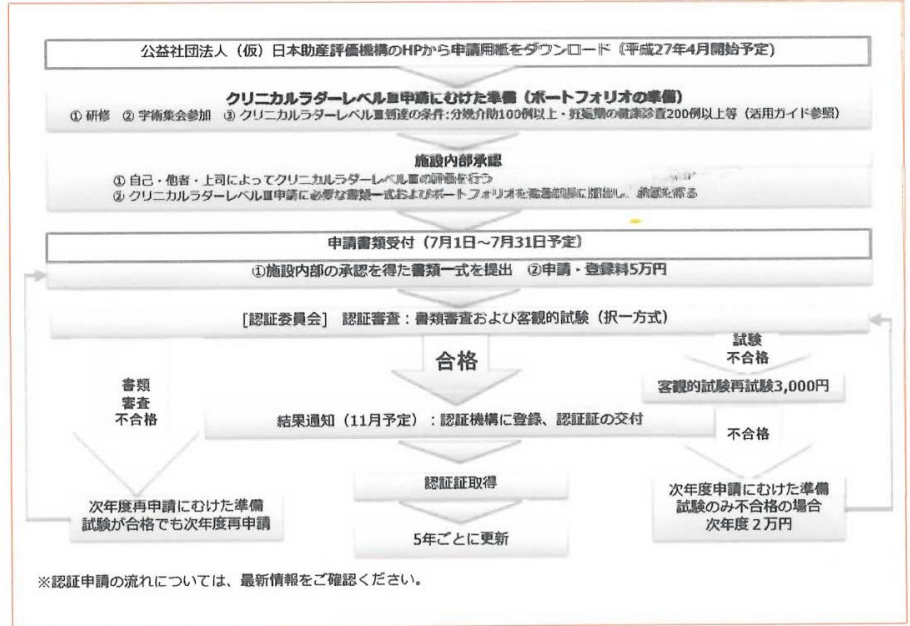 公益社団法人（仮）日本助産評価機構のHPから申請用紙をダウンロード（平成27年4月開始予定）
クリニカルラダーレベルⅢ申請にむけた準備（ポートフォリオの準備）
① 研修　② 学術集会参加　③ クリニカルラダーレベルⅢ到達の条件:分娩介助100例以上・妊娠期の健康診査200例以上等（活用ガイド参照）
施設内部承認
① 自己・他者・上司によってクリニカルラダーレベルⅢの評価を行う
② クリニカルラダーレベルⅢ申請に必要な書類一式およびポートフォリオを看護部長に提出し、承認を得る
申請書類受付（7月1日～7月31日予定）
①施設内部の承認を得た書類一式を提出　②申請・登録料5万円
[認証委員会]　認証審査：書類審査および客観的試験（択一方式）
合格
試験
不合格
客観的試験再試験3,000円
書類
審査
不合格
結果通知（11月予定）：認証機構に登録、認証証の交付
不合格
認証証取得
次年度再申請にむけた準備
試験が合格でも次年度再申請
次年度申請にむけた準備
試験のみ不合格の場合
次年度２万円
5年ごとに更新
※認証申請の流れについては、最新情報をご確認ください。